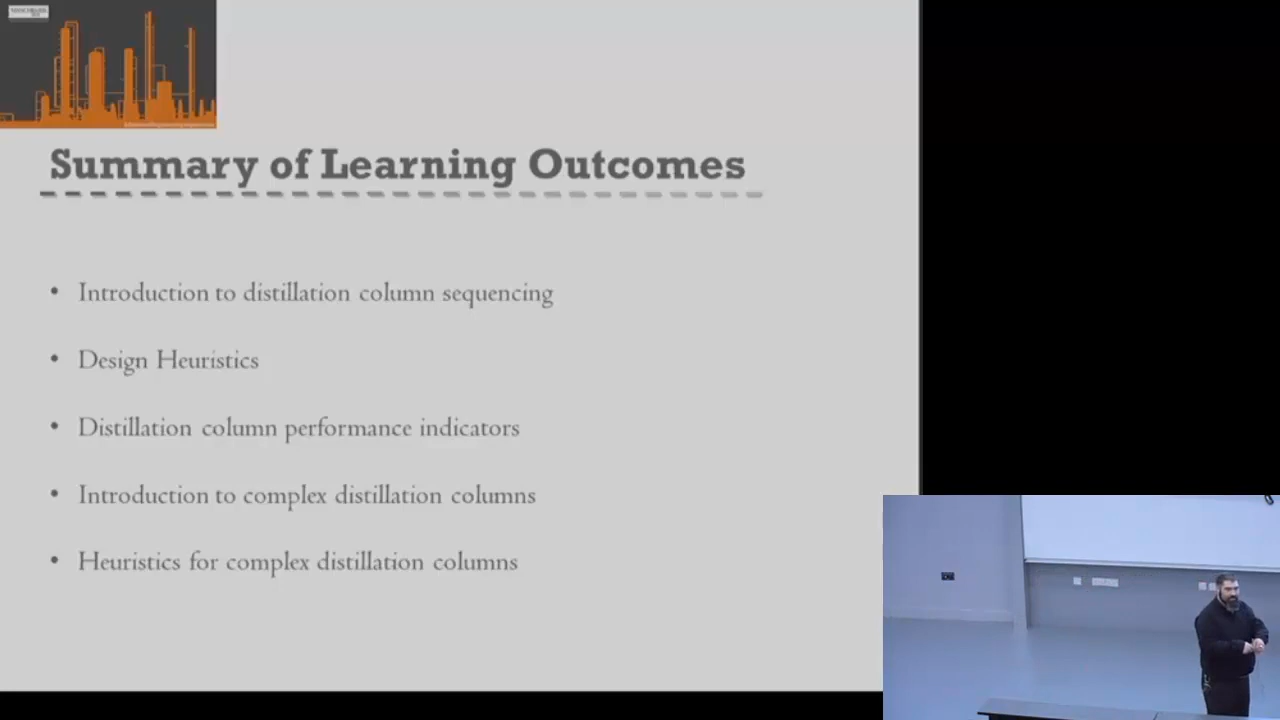 Summary of Learning Outcomes
• Introduction to distillation column sequencing
• Design Heuristics
• Distillation column performance indicators
• Introduction to complex distillation columns
• Heuristics for complex distillation columns